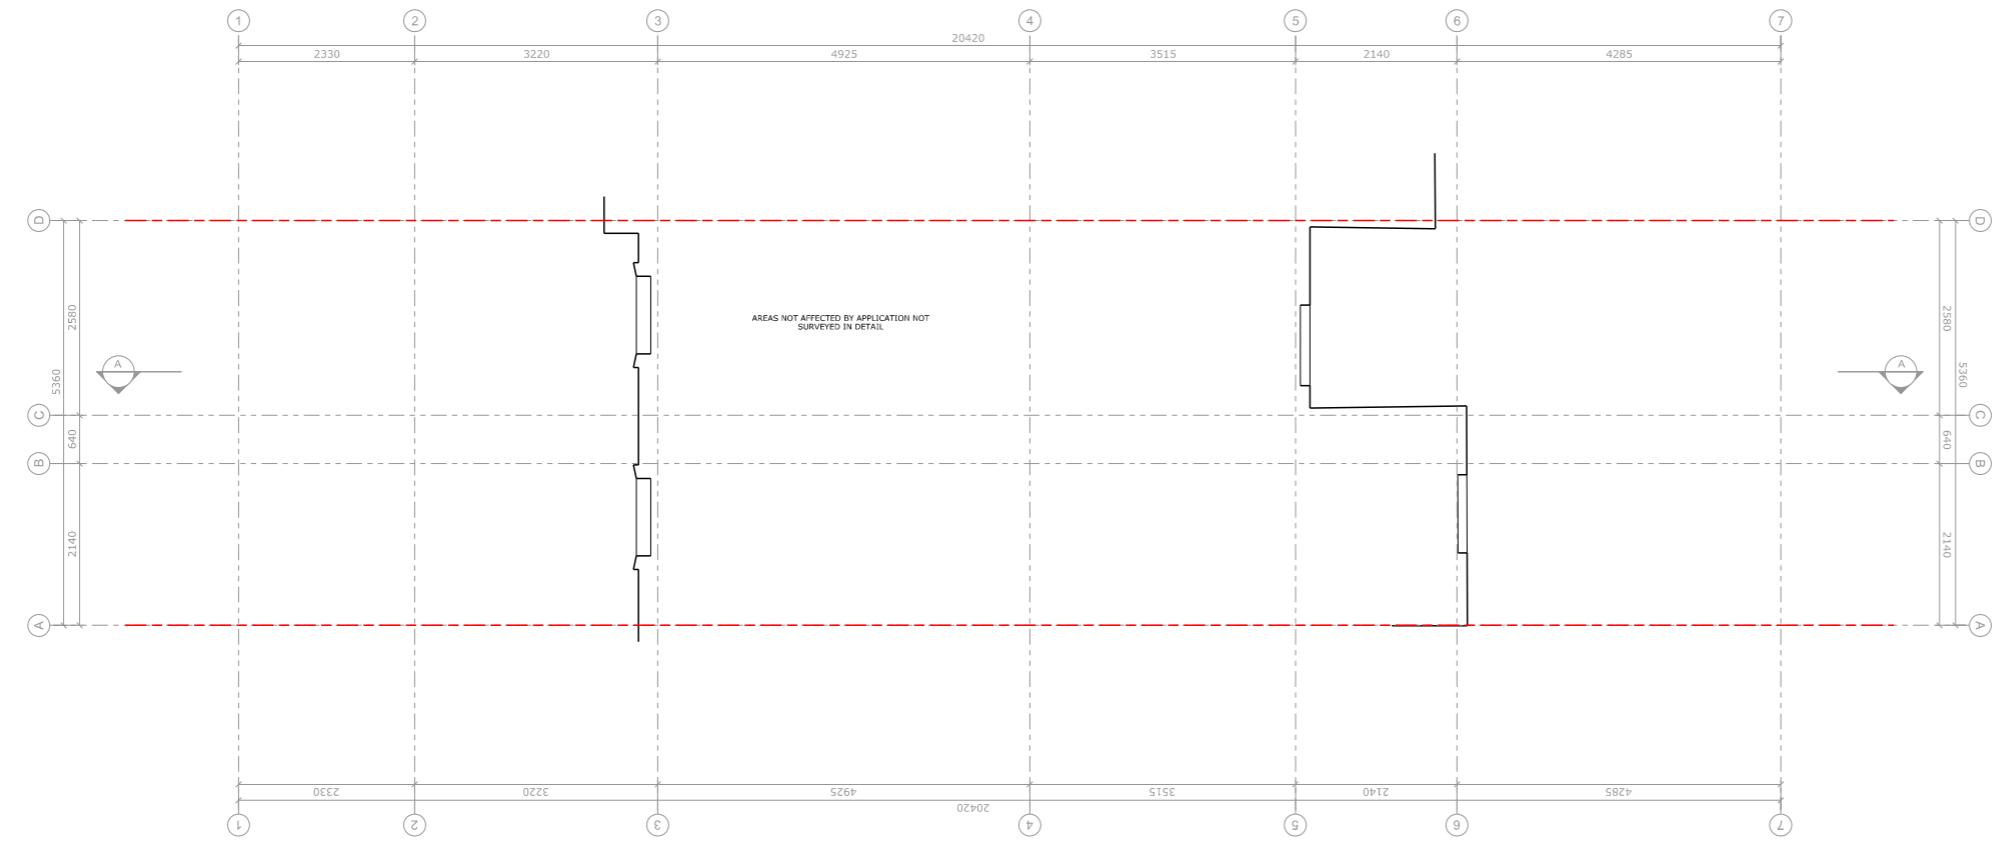 1 2 3 4 5 6 7
20420
2330 3220 4925 3515 2140 4285
D D
2580 2580
AREAS NOT AFFECTED BY APPLICATION NOT
SURVEYED IN DETAIL
A A
5360 5360
C C
640 640
B B
2140 2140
A A
2330 3220 4925 3515 2140 4285
20420
1 2 3 4 5 6 7